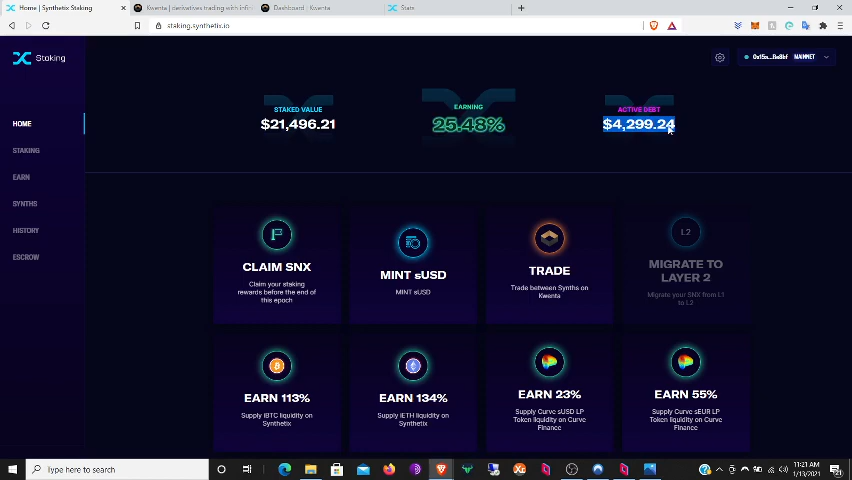 Home | Synthetix Staking
Kwenta | derivatives trading with infini
Dashboard | Kwenta
Stars
staking.synthetix.io
Staking
MAINNET
STAKED VALUE
$21,496.21
EARNING
25.48%
ACTIVE DEBT
$4,299.24
HOME
STAKING
EARN
SYNTHS
HISTORY
ESCROW
CLAIM SNX
Claim your staking
rewards before the end of
this epoch
MINT sUSD
MINT sUSD
TRADE
Trade between Synths on
Kwenta
L2
MIGRATE TO
LAYER 2
Migrate your SNX from L1
to L2
EARN 113%
Supply iBTC liquidity on
Synthetix
EARN 134%
Supply iETH liquidity on
Synthetix
EARN 23%
Supply Curve sUSD LP
Token liquidity on Curve
Finance
EARN 55%
Supply Curve sEUR LP
Token liquidity on Curve
Finance
Type here to search
11:21 AM
1/13/2021